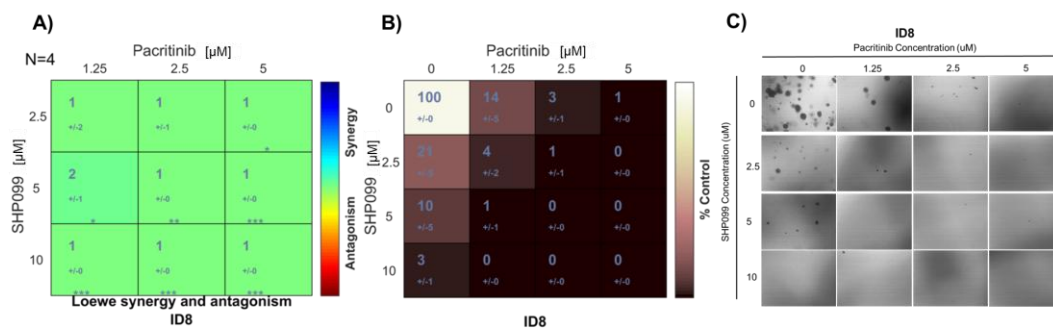 A)
Pacritinib [µM]
N=4
1.25 2.5 5
2.5 1 1 1
+/-2 +/-1 +/-0
*
5 2 1 1
+/-1 +/-0 +/-0
* ** ***
10 1 1 1
+/-0 +/-0 +/-0
*** *** ***
SHP099 [µM]
Synergy
Antagonism
Loewe synergy and antagonism
ID8
B)
Pacritinib [µM]
0 1.25 2.5 5
0 100 14 3 1
+/-0 +/-5 +/-1 +/-0
2.5 21 4 1 0
+/-2 +/-1 +/-0
5 10 1 0 0
+/-5 +/-1 +/-0 +/-0
10 3 0 0 0
+/-1 +/-0 +/-0 +/-0
SHP099 [µM]
% Control
ID8
C)
ID8
Pacritinib Concentration (uM)
0 1.25 2.5 5
0
2.5
5
10
SHP099 Concentration (uM)